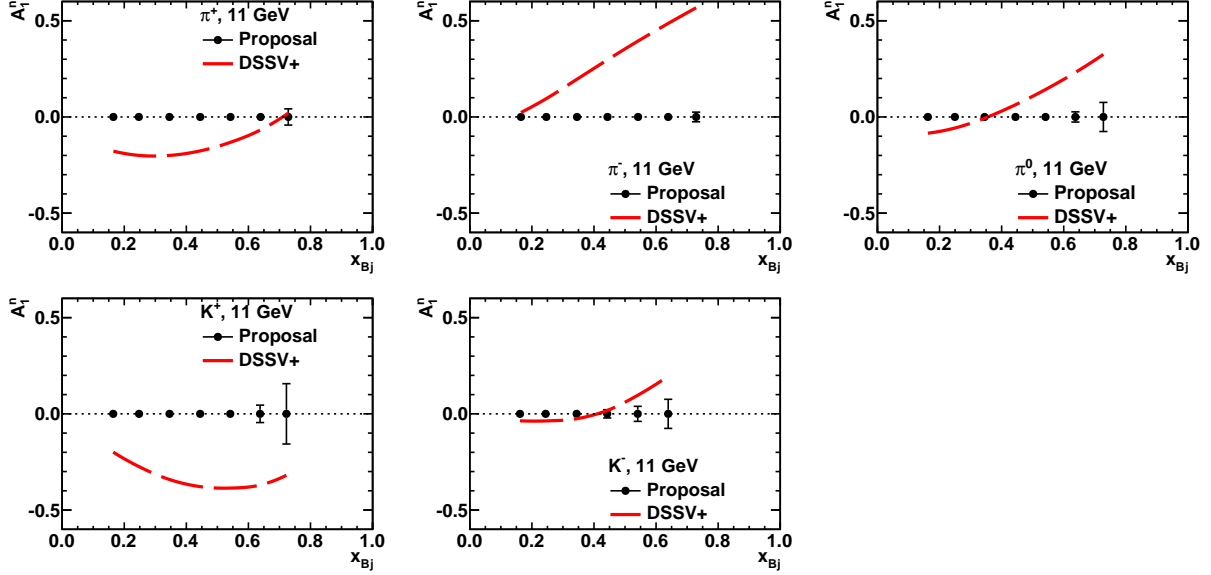 A₁ⁿ
π⁺, 11 GeV
Proposal
DSSV+
0.5
0.0
-0.5
0.0 0.2 0.4 0.6 0.8 1.0
x_Bj
A₁ⁿ
0.5
0.0
π⁻, 11 GeV
Proposal
DSSV+
-0.5
0.0 0.2 0.4 0.6 0.8 1.0
x_Bj
A₁ⁿ
0.5
0.0
π⁰, 11 GeV
Proposal
DSSV+
-0.5
0.0 0.2 0.4 0.6 0.8 1.0
x_Bj
A₁ⁿ
K⁺, 11 GeV
Proposal
DSSV+
0.5
0.0
-0.5
0.0 0.2 0.4 0.6 0.8 1.0
x_Bj
A₁ⁿ
0.5
0.0
K⁻, 11 GeV
Proposal
DSSV+
-0.5
0.0 0.2 0.4 0.6 0.8 1.0
x_Bj